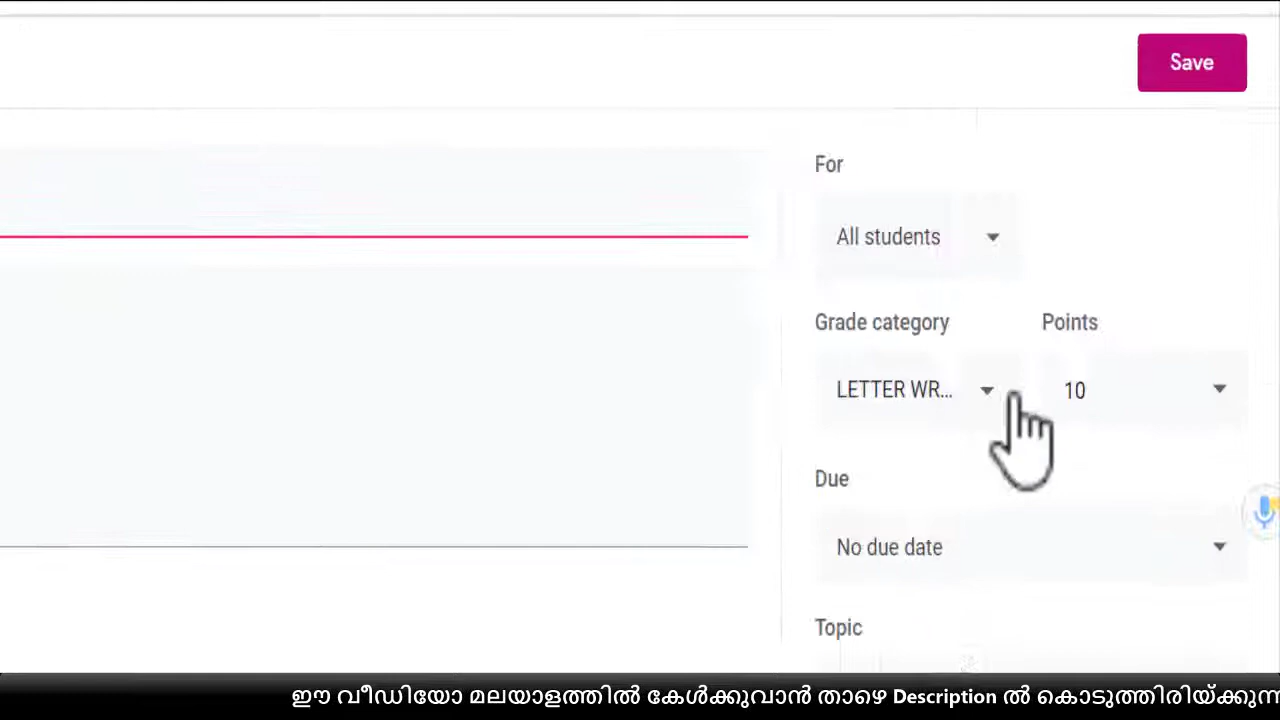 Save
For
All students
Grade category Points
LETTER WR... 10
Due
No due date
Topic
ഈ വീഡിയോ മലയാളത്തിൽ കേൾക്കുവാൻ താഴെ Description ൽ